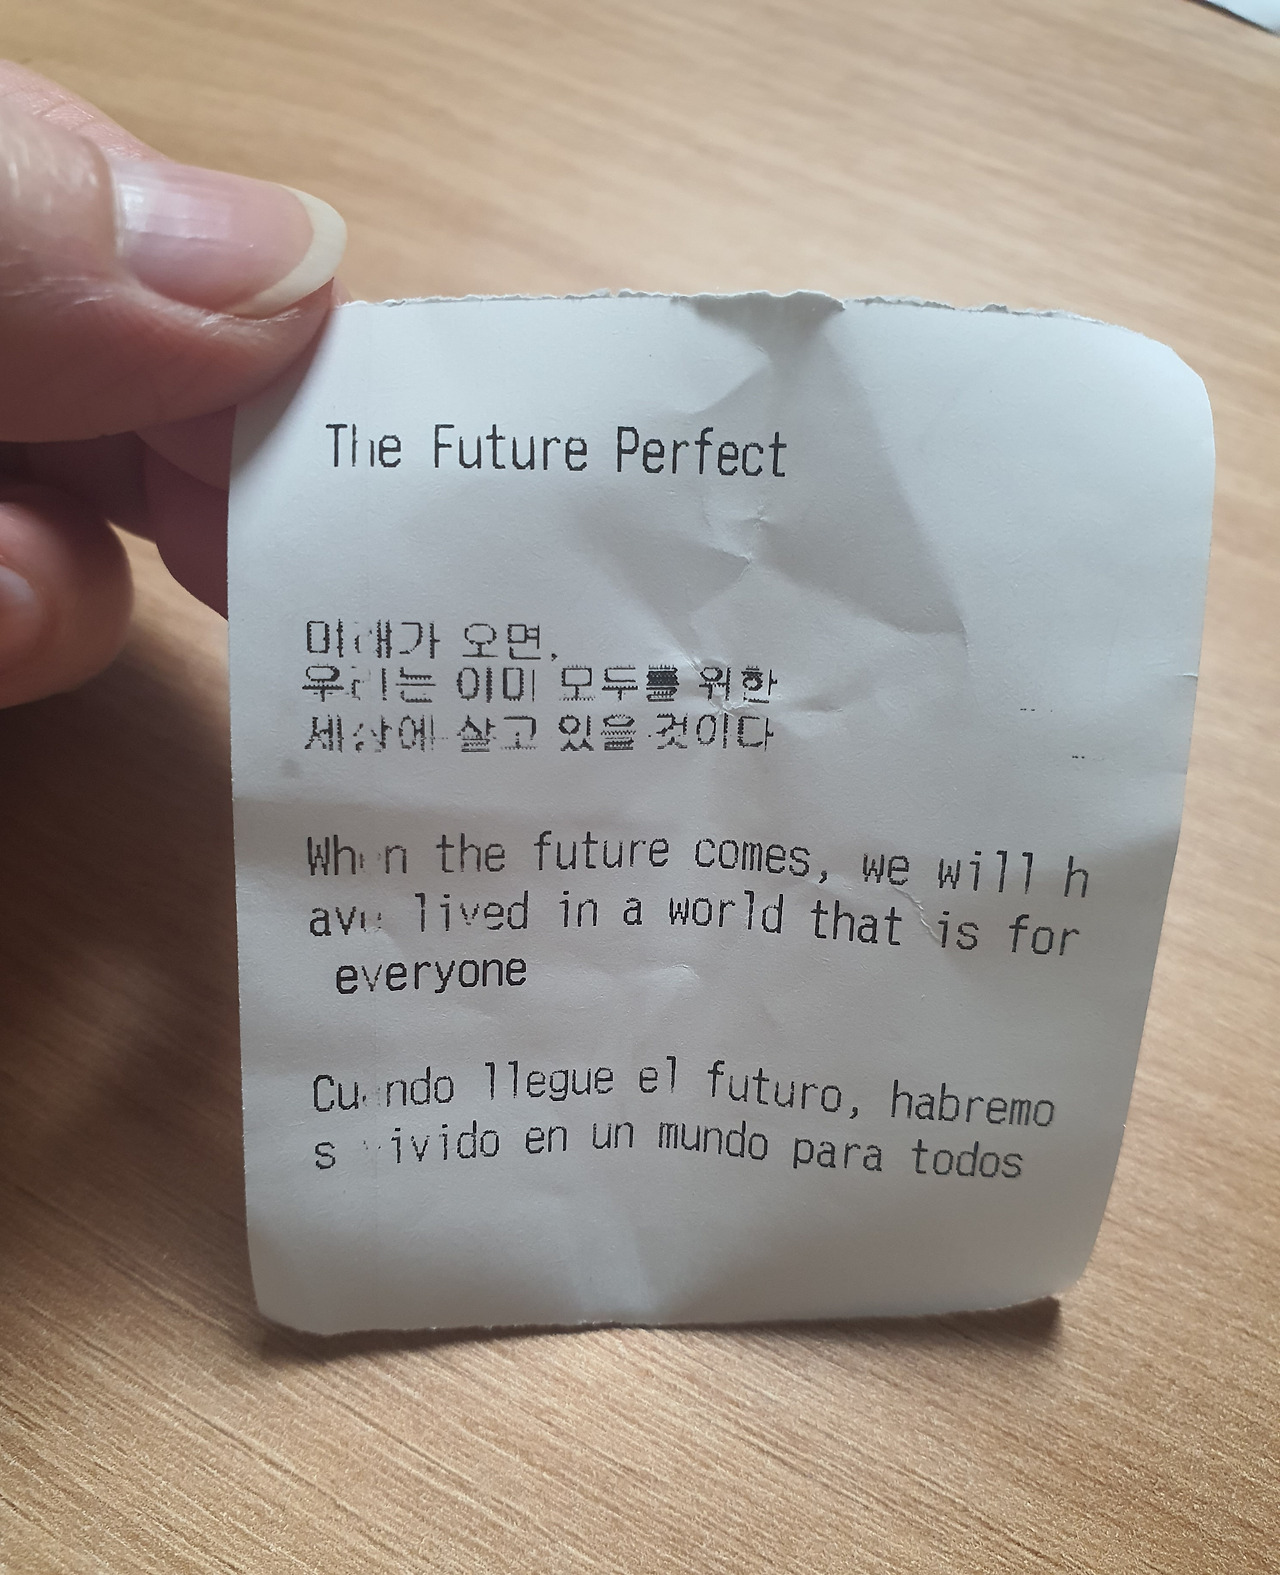 The Future Perfect
미래가 오면,
우리는 이미 모두를 위한
세상에 살고 있을 것이다
When the future comes, we will h
ave lived in a world that is for
everyone
Cuando llegue el futuro, habremo
s vivido en un mundo para todos